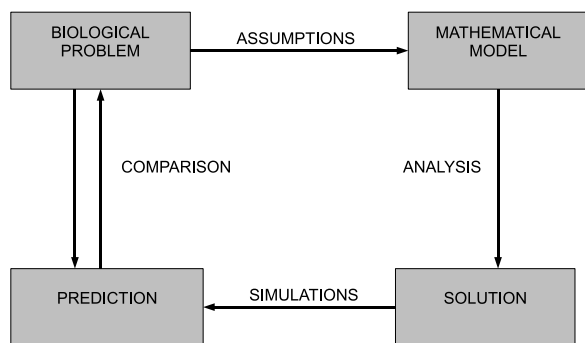 BIOLOGICAL
PROBLEM
ASSUMPTIONS
MATHEMATICAL
MODEL
COMPARISON
ANALYSIS
PREDICTION
SIMULATIONS
SOLUTION